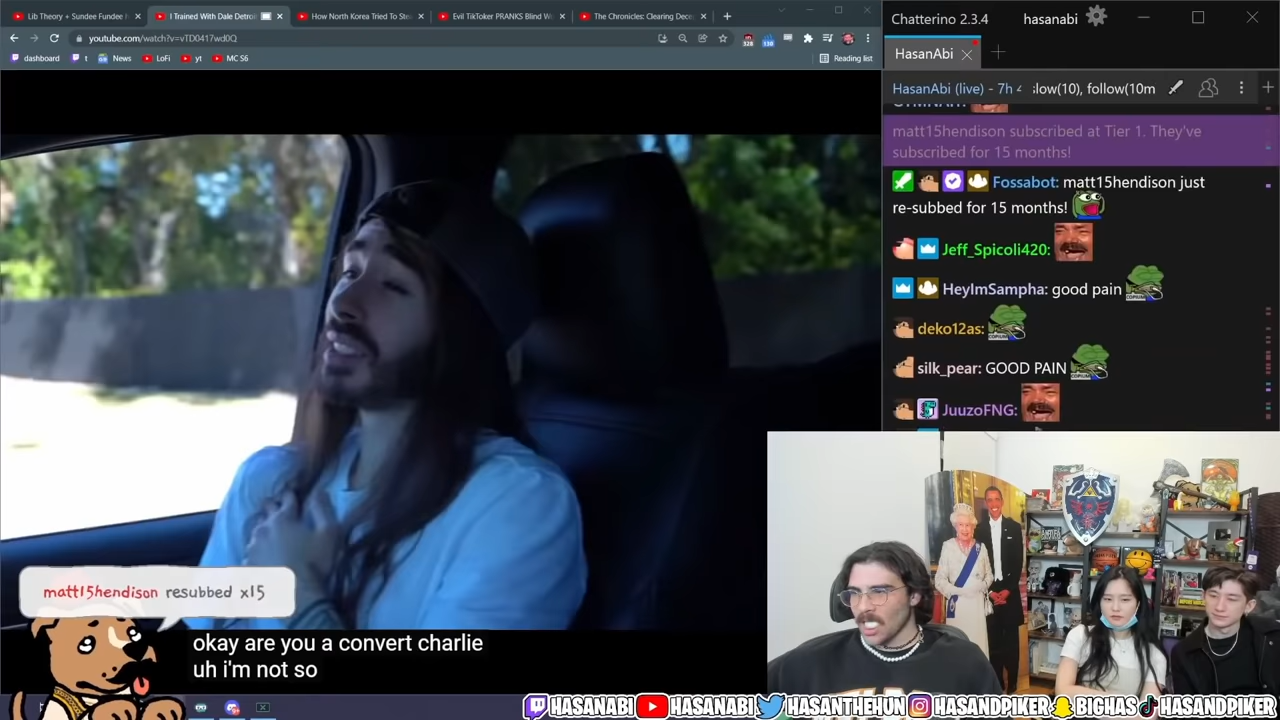 Lib Theory + Sundee Fundee
I Trained With Dale Detro
How North Korea Tried To Ste
Evil TikToker PRANKS Blind W
The Chronicles: Clearing Dece
youtube.com/watch?v=vTD0417wd0Q
dashboard
t
News
LoFi
yt
MC S6
Reading list
Chatterino 2.3.4
hasanabi
HasanAbi
HasanAbi (live) - 7h 4
slow(10), follow(10m
matt15hendison subscribed at Tier 1. They've
subscribed for 15 months!
Fossabot: matt15hendison just
re-subbed for 15 months!
Jeff_Spicoli420:
HeyImSampha: good pain
deko12as:
silk_pear: GOOD PAIN
JuuzoFNG:
matt15hendison resubbed x15
okay are you a convert charlie
uh i'm not so
HASANABI HASANABI HASANTHEHUN HASANDPIKER BIGHAS HASANDPIKER